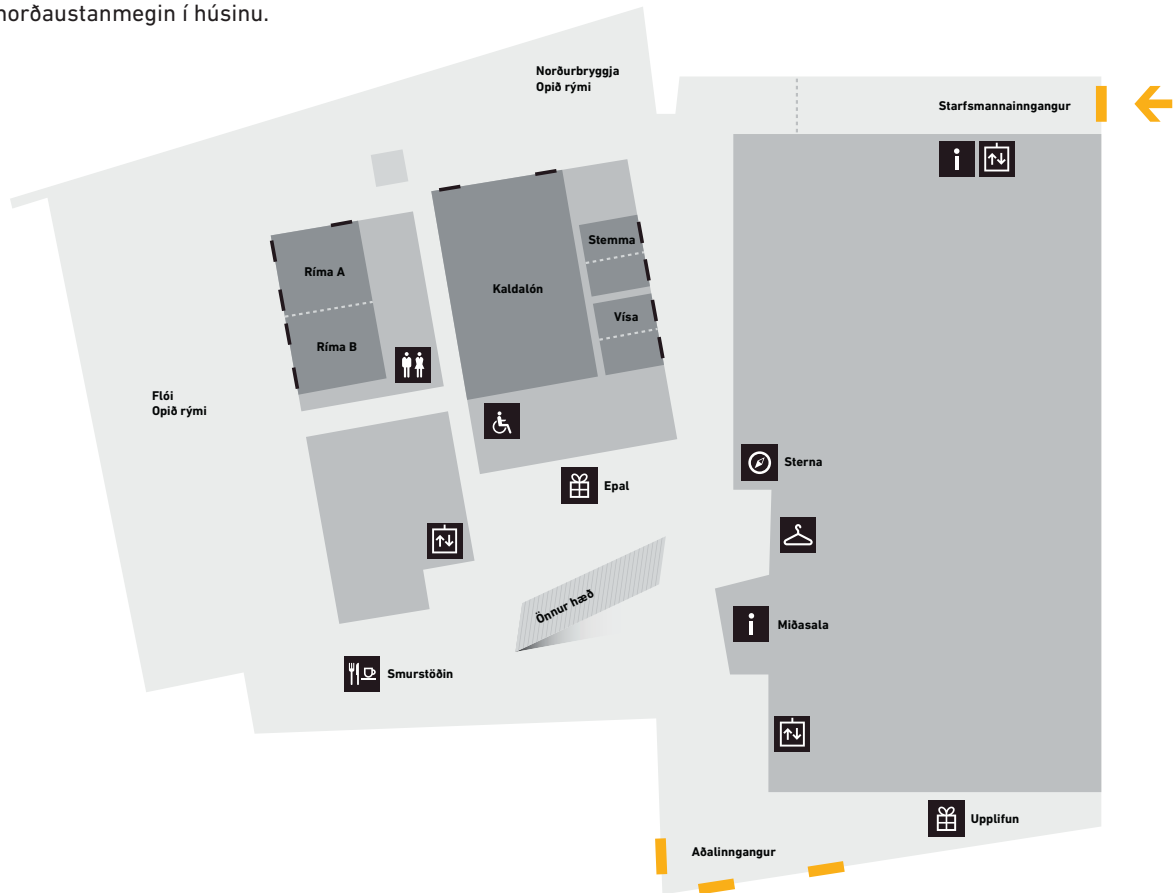 norðaustanmegin í húsinu.
Norðurbryggja
Opið rými
Starfsmannainngangur
Stemma
Ríma A
Kaldalón
Vísa
Ríma B
Flói
Opið rými
Sterna
Epal
Önnur hæð
Miðasala
Smurstöðin
Upplifun
Aðalinngangur